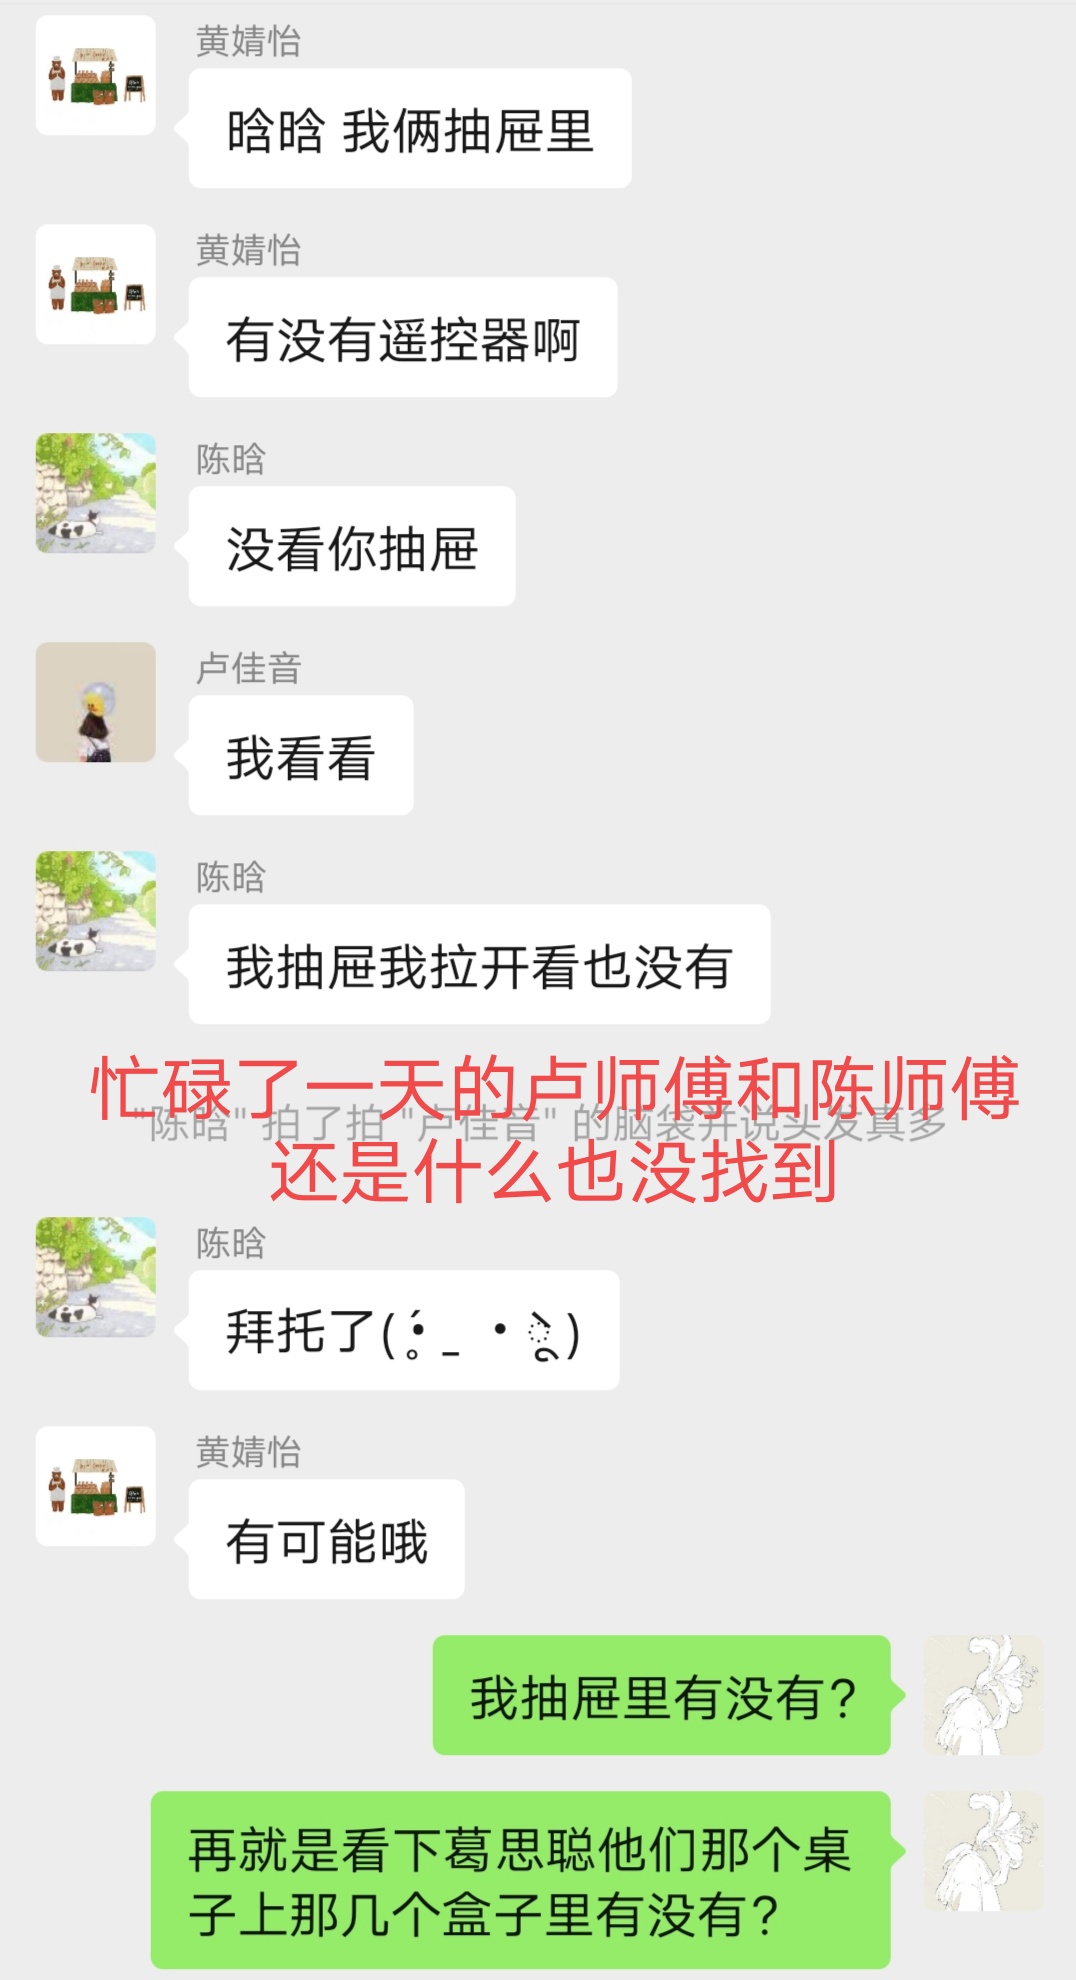 黄婧怡
晗晗 我俩抽屉里
黄婧怡
有没有遥控器啊
陈晗
没看你抽屉
卢佳音
我看看
陈晗
我抽屉我拉开看也没有
忙碌了一天的卢师傅和陈师傅
"陈晗" 拍了拍 "卢佳音" 的脑袋并说头发真多
还是什么也没找到
陈晗
拜托了
黄婧怡
有可能哦
我抽屉里有没有?
再就是看下葛思聪他们那个桌
子上那几个盒子里有没有?